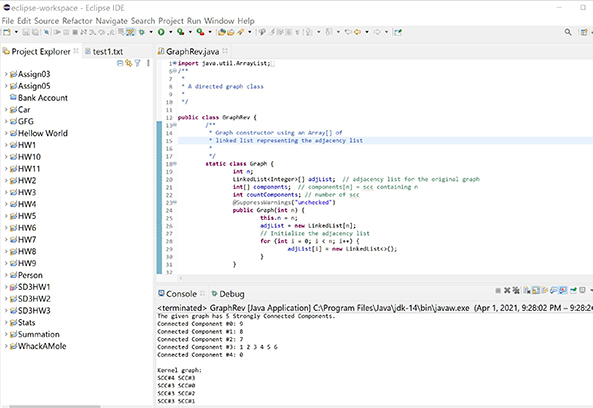 eclipse-workspace - Eclipse IDE
File Edit Source Refactor Navigate Search Project Run Window Help
Project Explorer
test1.txt
Assign03
Assign05
Bank Account
Car
GFG
Hellow World
HW1
HW10
HW11
HW2
HW3
HW4
HW5
HW6
HW7
HW8
HW9
Person
SD3HW1
SD3HW2
SD3HW3
Stats
Summation
WhackAMole
GraphRev.java
1 import java.util.ArrayList;
6 /**
7 *
8 * A directed graph class
9 *
10 */
11
12 public class GraphRev {
13 /**
14 * Graph constructor using an Array[] of
15 * linked list representing the adjacency list
16 *
17 */
18 static class Graph {
19 int n;
20 LinkedList<Integer>[] adjList; // adjacency list for the original graph
21 int[] components; // components[n] = scc containing n
22 int countComponents; // number of scc
23 @SuppressWarnings("unchecked")
24 public Graph(int n) {
25 this.n = n;
26 adjList = new LinkedList[n];
27 // Initialize the adjacency list
28 for (int i = 0; i < n; i++) {
29 adjList[i] = new LinkedList<>();
30 }
31 }
32
Console
Debug
<terminated> GraphRev [Java Application] C:\Program Files\Java\jdk-14\bin\javaw.exe (Apr 1, 2021, 9:28:02 PM – 9:28:24
The given graph has 5 Strongly Connected Components.
Connected Component #0: 9
Connected Component #1: 8
Connected Component #2: 7
Connected Component #3: 1 2 3 4 5 6
Connected Component #4: 0
Kernel graph:
SCC#4 SCC#3
SCC#3 SCC#0
SCC#3 SCC#2
SCC#3 SCC#1